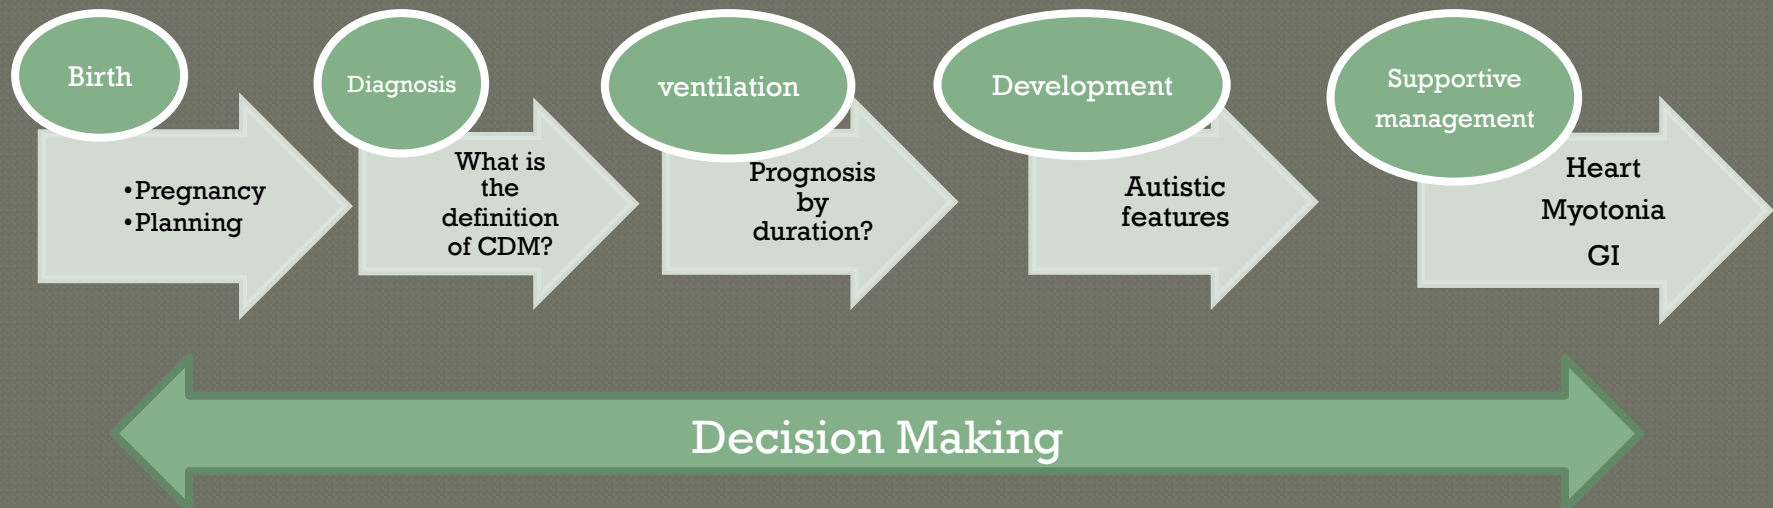 Birth
•Pregnancy
•Planning
Diagnosis
What is
the
definition
of CDM?
ventilation
Prognosis
by
duration?
Development
Autistic
features
Supportive
management
Heart
Myotonia
GI
Decision Making